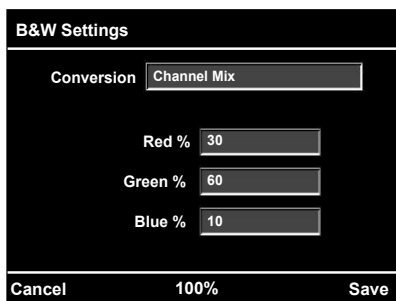 B&W Settings
Conversion Channel Mix
Red % 30
Green % 60
Blue % 10
Cancel 100% Save